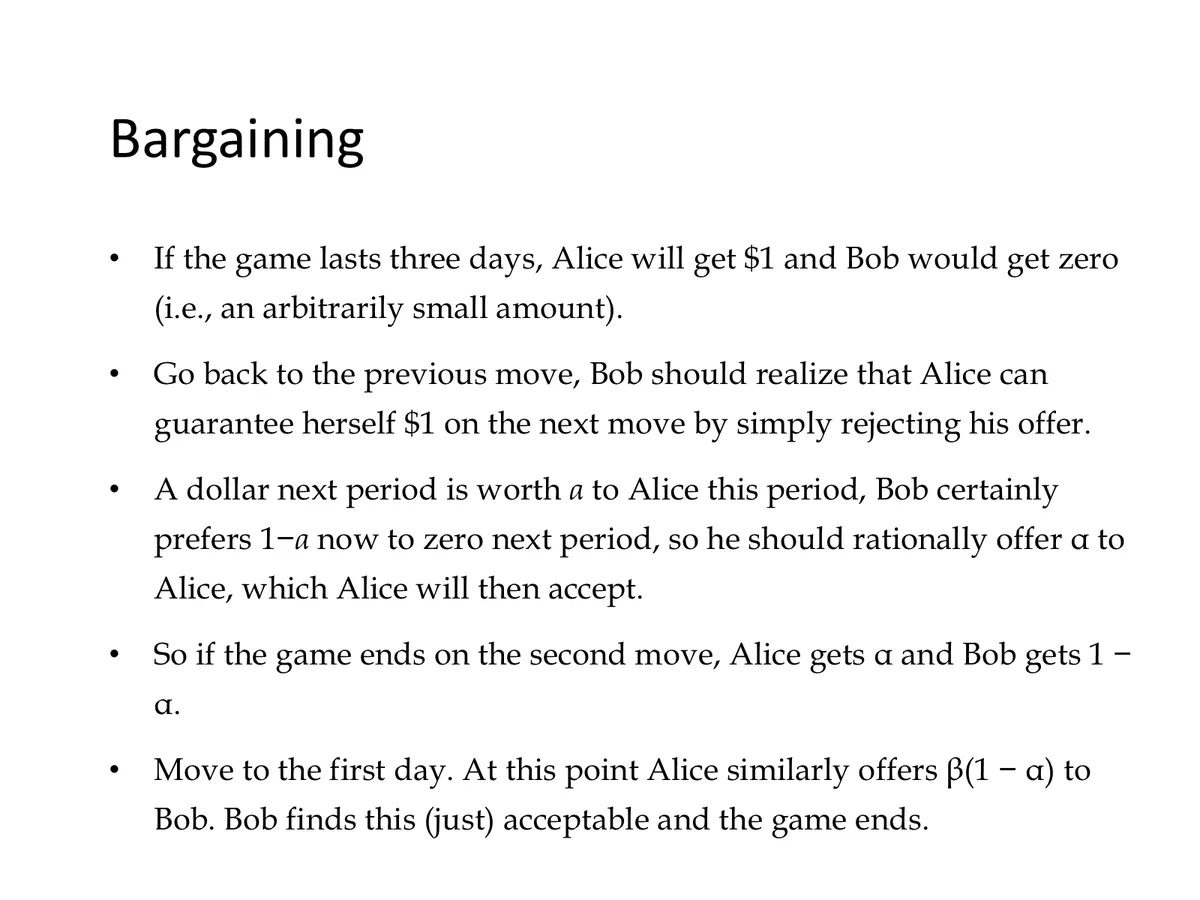 Bargaining
• If the game lasts three days, Alice will get $1 and Bob would get zero
(i.e., an arbitrarily small amount).
• Go back to the previous move, Bob should realize that Alice can
guarantee herself $1 on the next move by simply rejecting his offer.
• A dollar next period is worth a to Alice this period, Bob certainly
prefers 1−a now to zero next period, so he should rationally offer α to
Alice, which Alice will then accept.
• So if the game ends on the second move, Alice gets α and Bob gets 1 −
α.
• Move to the first day. At this point Alice similarly offers β(1 − α) to
Bob. Bob finds this (just) acceptable and the game ends.